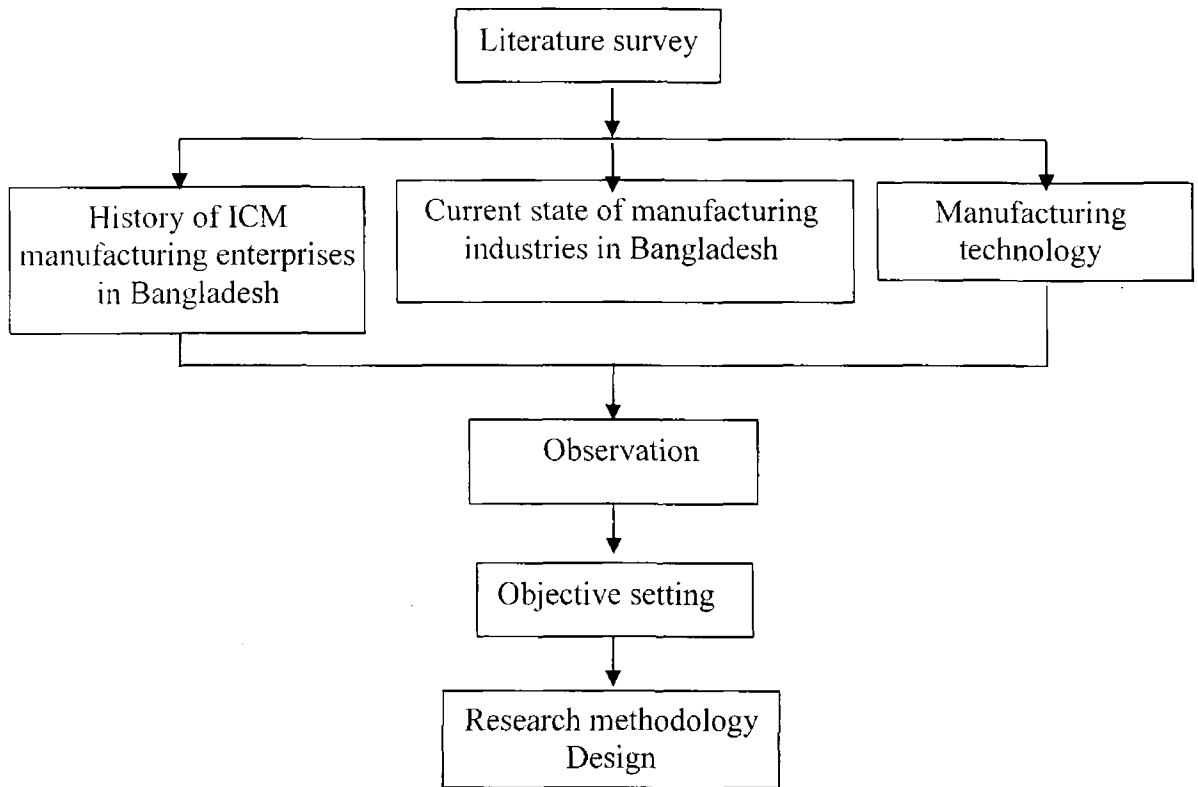 Literature survey
History of ICM
manufacturing enterprises
in Bangladesh
Current state of manufacturing
industries in Bangladesh
Manufacturing
technology
Observation
Objective setting
Research methodology
Design